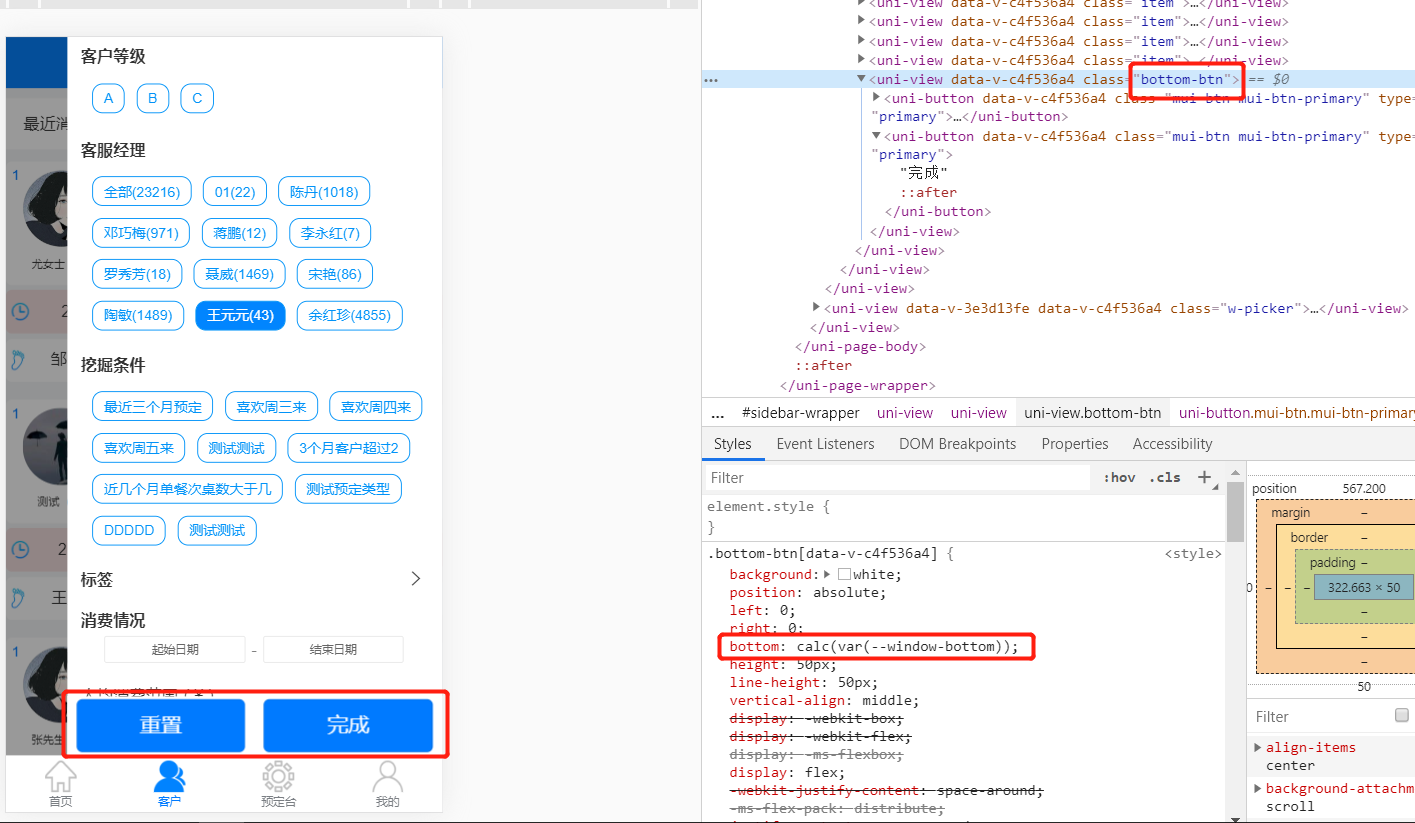 客户等级
A
B
C
最近消
客服经理
1
全部(23216)
01(22)
陈丹(1018)
邓巧梅(971)
蒋鹏(12)
李永红(7)
尤女士
罗秀芳(18)
聂威(1469)
宋艳(86)
2
陶敏(1489)
王元元(43)
余红珍(4855)
邹
挖掘条件
1
最近三个月预定
喜欢周三来
喜欢周四来
喜欢周五来
测试测试
3个月客户超过2
测试
近几个月单餐次桌数大于几
测试预定类型
DDDDD
测试测试
2
标签
王
消费情况
1
起始日期
-
结束日期
张先生
重置
完成
首页
客户
预定台
我的
<uni-view data-v-c4f536a4 class="item">…</uni-view>
<uni-view data-v-c4f536a4 class="item">…</uni-view>
<uni-view data-v-c4f536a4 class="item">…</uni-view>
<uni-view data-v-c4f536a4 class="item">…</uni-view>
… <uni-view data-v-c4f536a4 class="bottom-btn"> == $0
<uni-button data-v-c4f536a4 class="mui-btn mui-btn-primary" type=
"primary">…</uni-button>
<uni-button data-v-c4f536a4 class="mui-btn mui-btn-primary" type=
"primary">
"完成"
::after
</uni-button>
</uni-view>
</uni-view>
</uni-view>
</uni-view>
<uni-view data-v-3e3d13fe data-v-c4f536a4 class="w-picker">…</uni-view>
</uni-view>
</uni-page-body>
::after
</uni-page-wrapper>
… #sidebar-wrapper uni-view uni-view uni-view.bottom-btn uni-button.mui-btn.mui-btn-primary
Styles Event Listeners DOM Breakpoints Properties Accessibility
Filter
:hov .cls +
element.style {
}
.bottom-btn[data-v-c4f536a4] { <style>
background: white;
position: absolute;
left: 0;
right: 0;
bottom: calc(var(--window-bottom));
height: 50px;
line-height: 50px;
vertical-align: middle;
display: -webkit-box;
display: -webkit-flex;
display: -ms-flexbox;
display: flex;
-webkit-justify-content: space-around;
-ms-flex-pack: distribute;
position 567.200
margin –
border –
padding –
0 – – – 322.663 × 50
–
–
–
50
Filter
align-items
center
background-attachm
scroll